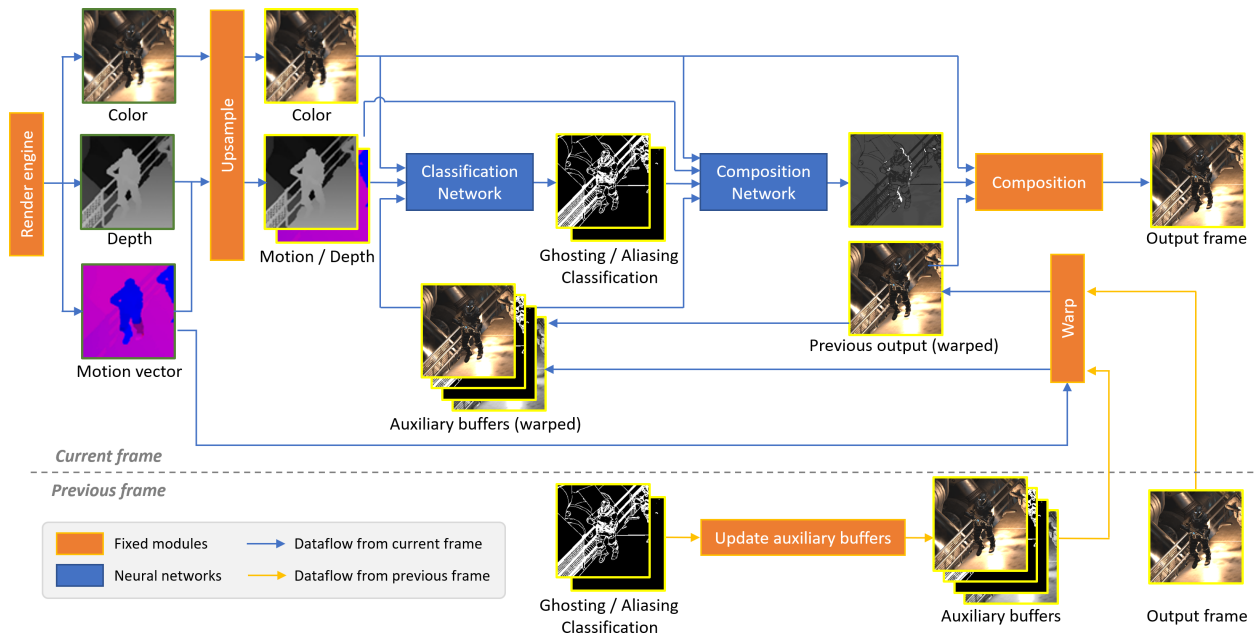 Render engine
Color
Depth
Motion vector
Upsample
Color
Motion / Depth
Classification
Network
Ghosting / Aliasing
Classification
Composition
Network
Composition
Output frame
Previous output (warped)
Warp
Auxiliary buffers (warped)
Current frame
Previous frame
Fixed modules
Dataflow from current frame
Neural networks
Dataflow from previous frame
Ghosting / Aliasing
Classification
Update auxiliary buffers
Auxiliary buffers
Output frame